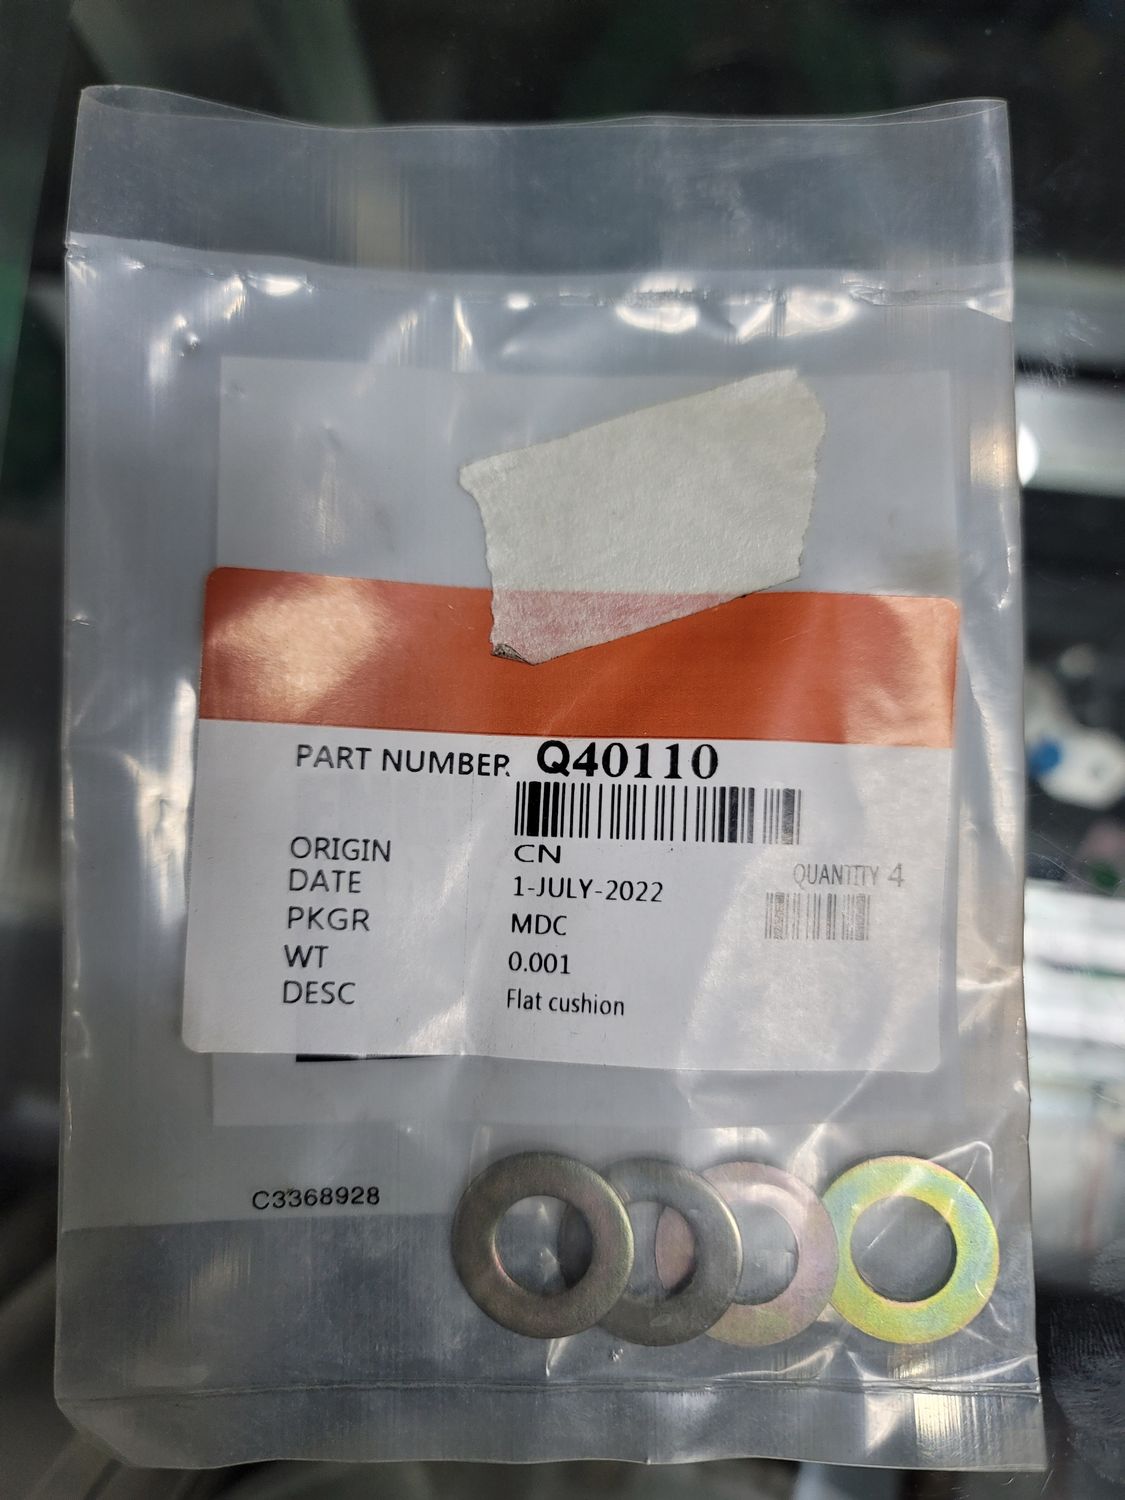 PART NUMBER Q40110
ORIGIN CN
DATE 1-JULY-2022
QUANTITY 4
PKGR MDC
WT 0.001
DESC Flat cushion
C3368928